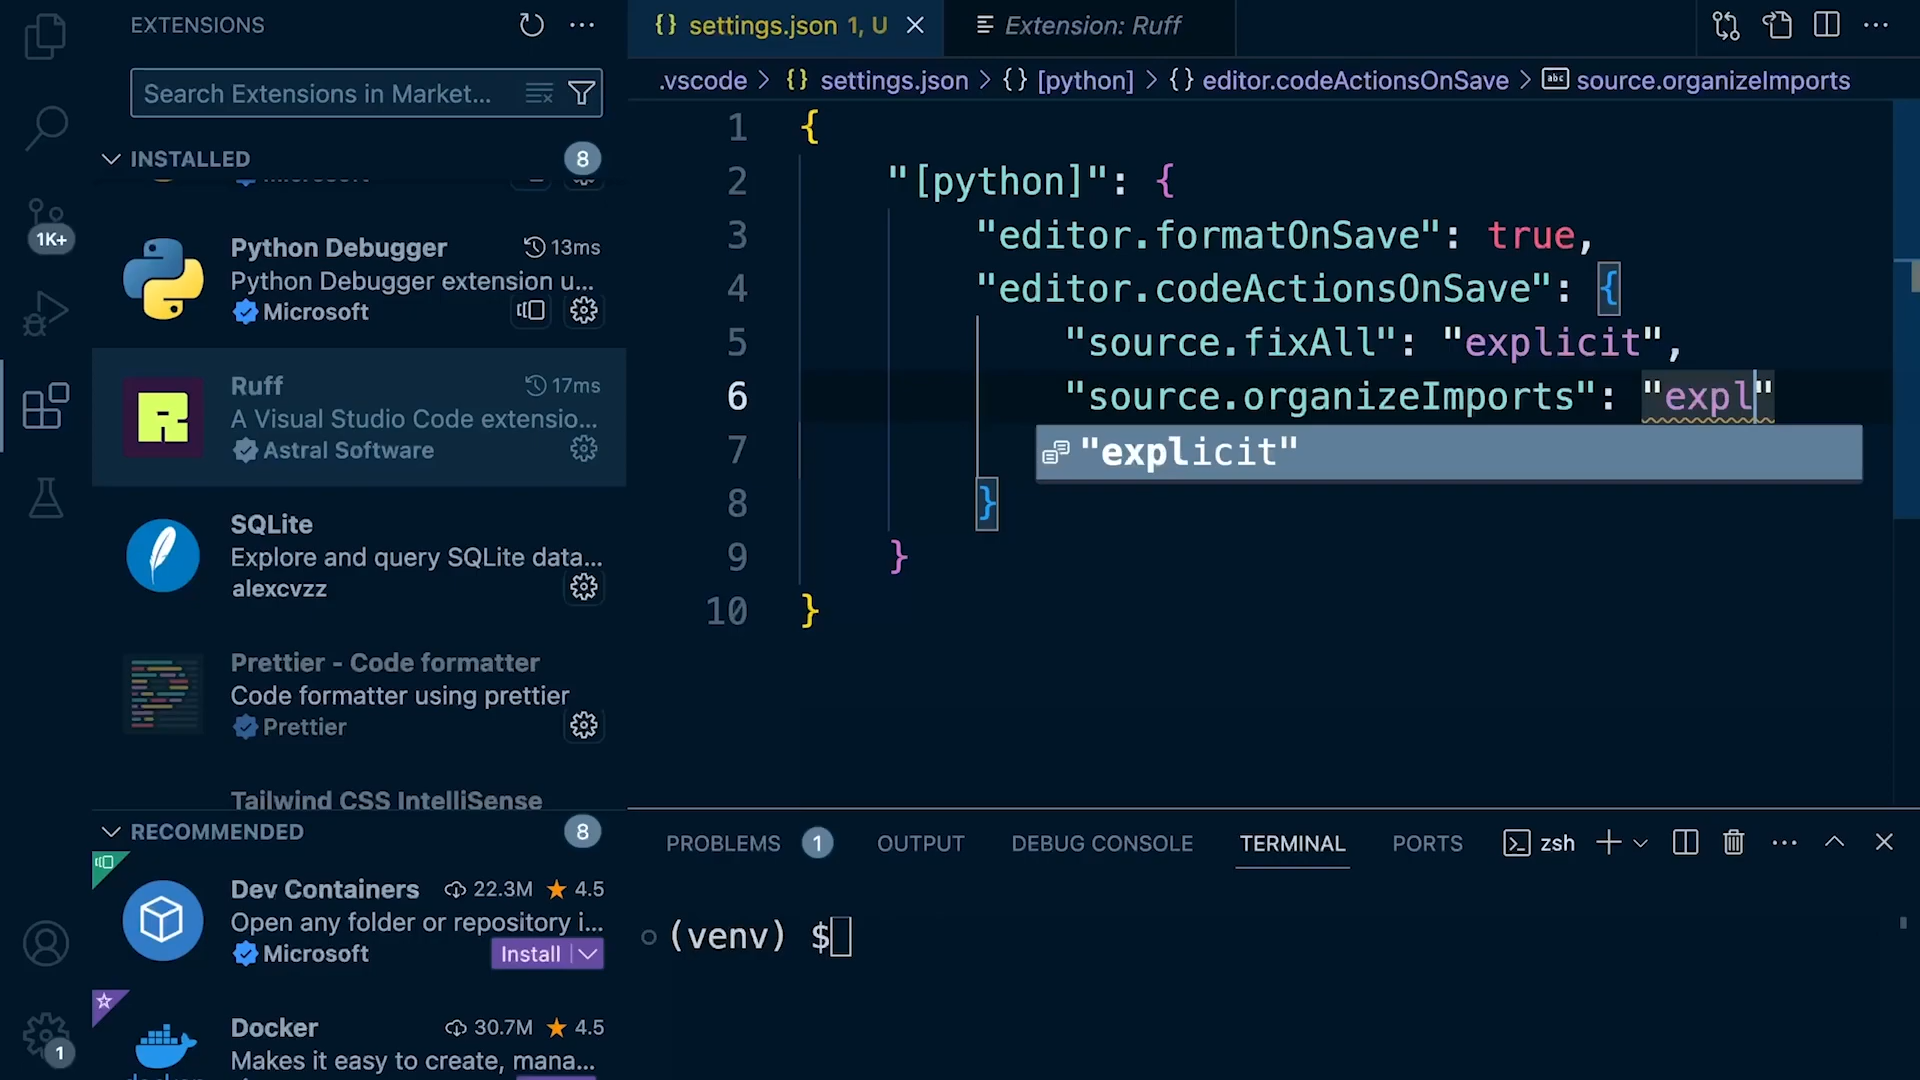 EXTENSIONS
Search Extensions in Market...
INSTALLED 8
Python Debugger 13ms
Python Debugger extension u...
Microsoft
Ruff 17ms
A Visual Studio Code extensio...
Astral Software
SQLite
Explore and query SQLite data...
alexcvzz
Prettier - Code formatter
Code formatter using prettier
Prettier
Tailwind CSS IntelliSense
RECOMMENDED 8
Dev Containers 22.3M 4.5
Open any folder or repository i...
Microsoft Install
Docker 30.7M 4.5
Makes it easy to create, mana...
1K+
1
{} settings.json 1, U
Extension: Ruff
.vscode > {} settings.json > {} [python] > {} editor.codeActionsOnSave > abc source.organizeImports
1 {
2 "[python]": {
3 "editor.formatOnSave": true,
4 "editor.codeActionsOnSave": {
5 "source.fixAll": "explicit",
6 "source.organizeImports": "expl"
7 "explicit"
8 }
9 }
10 }
PROBLEMS 1 OUTPUT DEBUG CONSOLE TERMINAL PORTS zsh
(venv) $